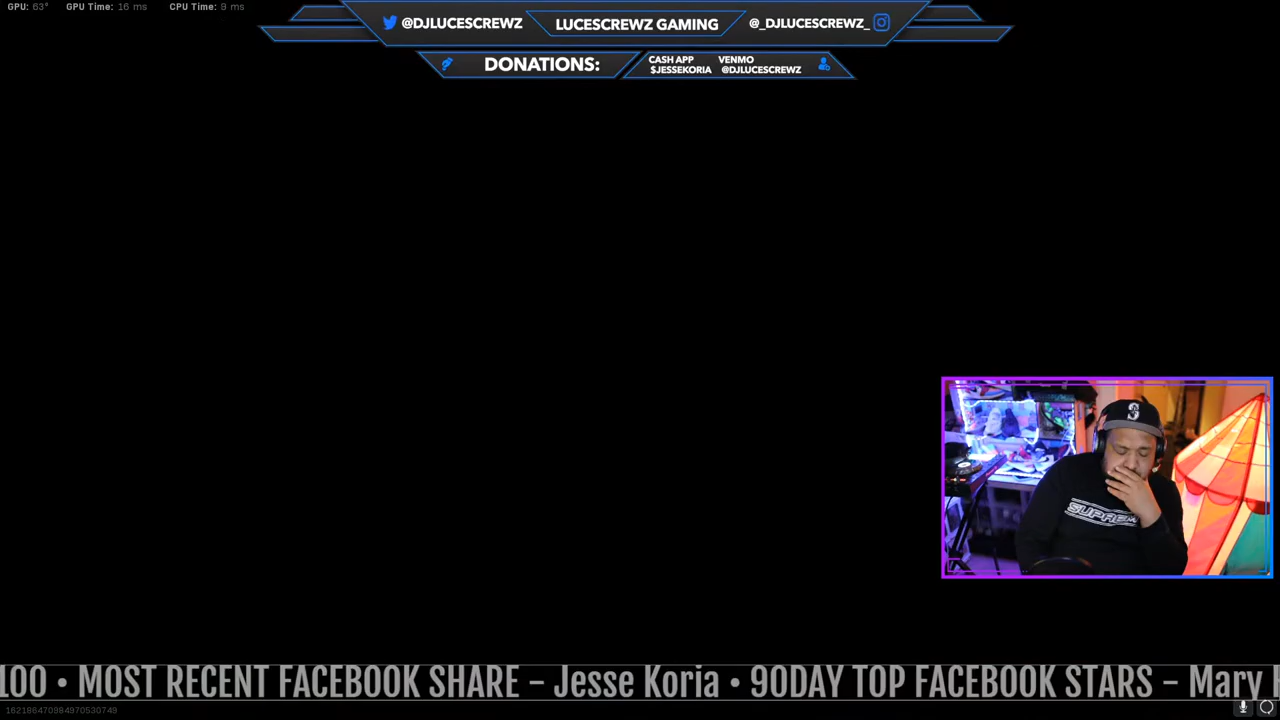 GPU: 63° GPU Time: 16 ms CPU Time: 9 ms
@DJLUCESCREWZ LUCESCREWZ GAMING @_DJLUCESCREWZ_
DONATIONS: CASH APP VENMO
$JESSEKORIA @DJLUCESCREWZ
SUPREME
100 • MOST RECENT FACEBOOK SHARE – Jesse Koria • 90DAY TOP FACEBOOK STARS – Mary